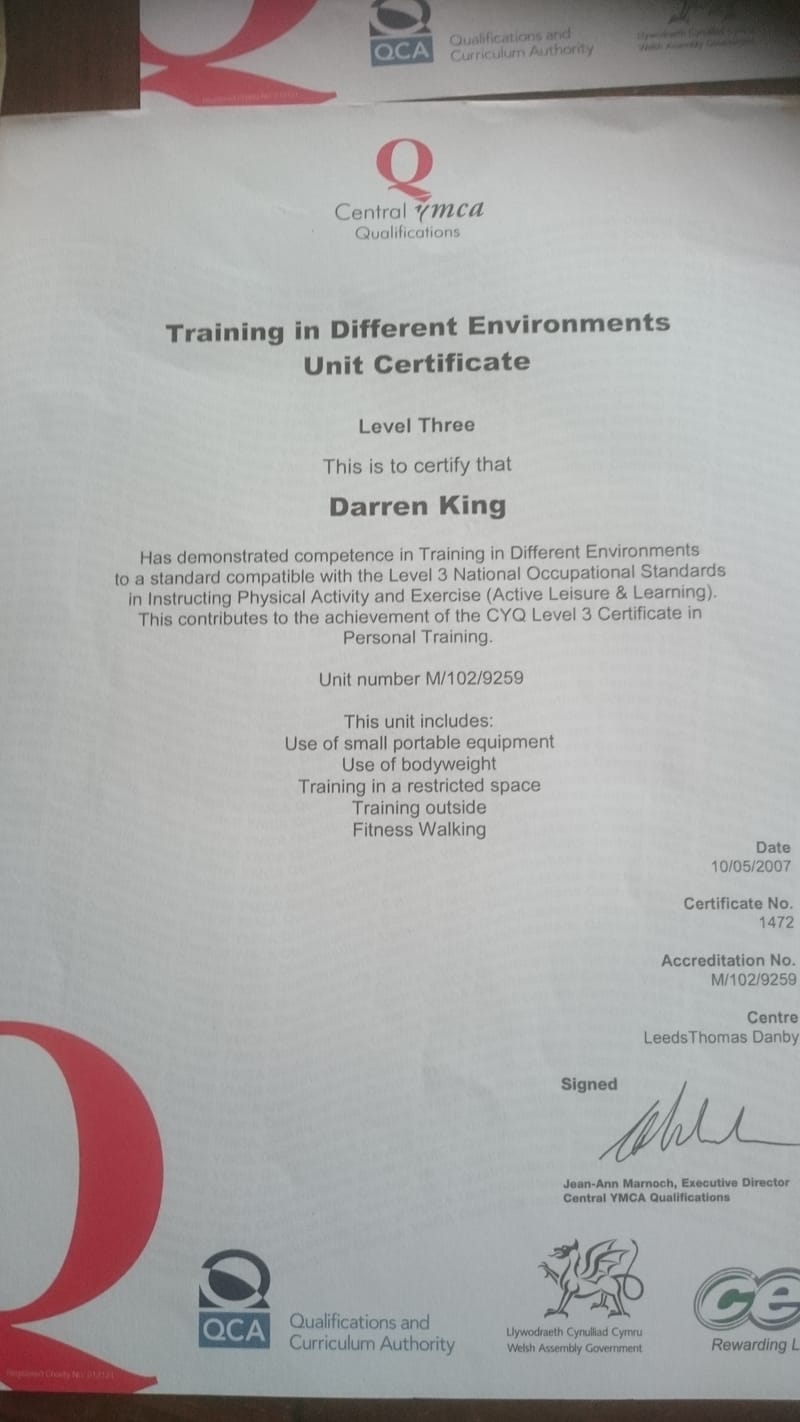 QCA
Qualifications and
Curriculum Authority
Q
Central ymca
Qualifications
Training in Different Environments
Unit Certificate
Level Three
This is to certify that
Darren King
Has demonstrated competence in Training in Different Environments
to a standard compatible with the Level 3 National Occupational Standards
in Instructing Physical Activity and Exercise (Active Leisure & Learning).
This contributes to the achievement of the CYQ Level 3 Certificate in
Personal Training.
Unit number M/102/9259
This unit includes:
Use of small portable equipment
Use of bodyweight
Training in a restricted space
Training outside
Fitness Walking
Date
10/05/2007
Certificate No.
1472
Accreditation No.
M/102/9259
Centre
LeedsThomas Danby
Signed
Jean-Ann Marnoch, Executive Director
Central YMCA Qualifications
QCA
Qualifications and
Curriculum Authority
Llywodraeth Cynulliad Cymru
Welsh Assembly Government
ce
Rewarding L
Registered Charity No.